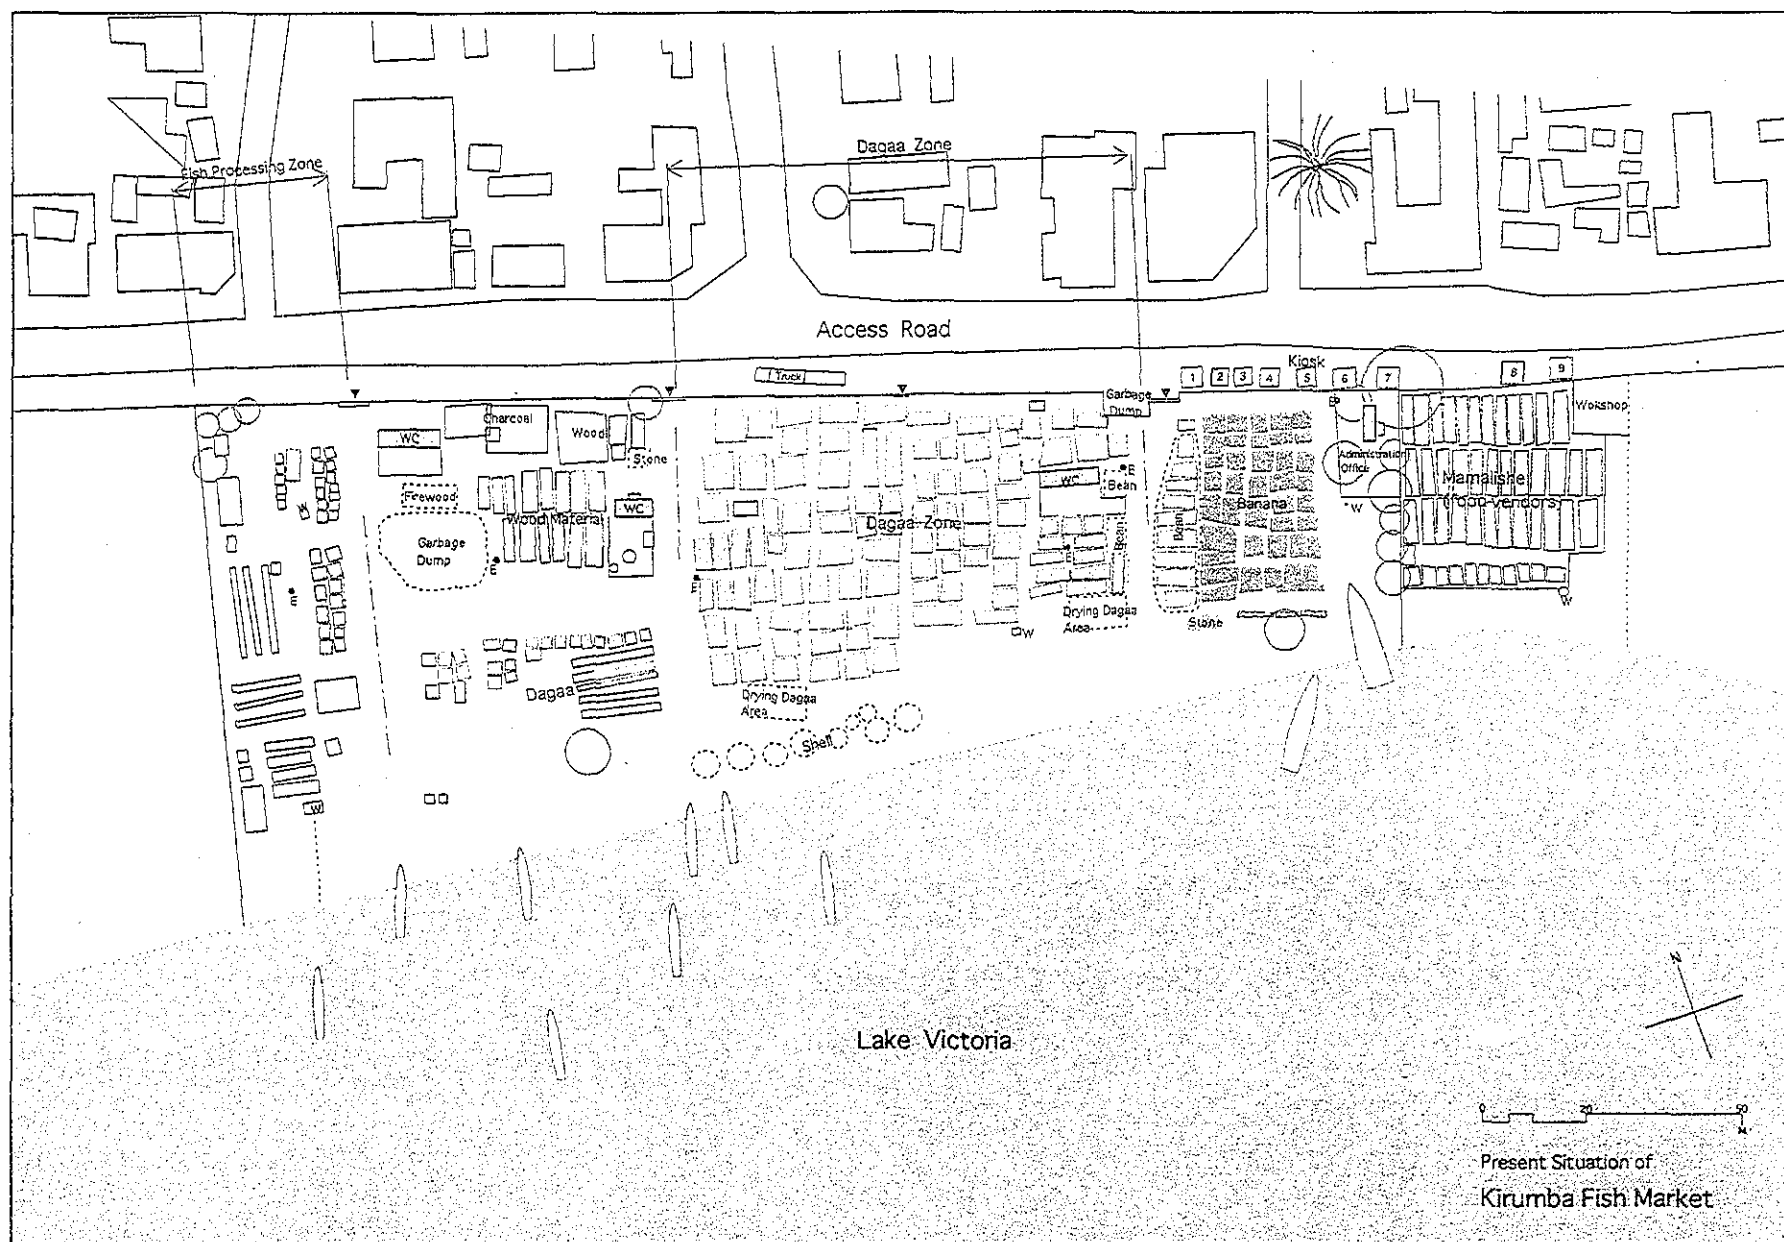 Dagaa Zone
Fish Processing Zone
Access Road
Truck
Kiosk
1 2 3 4 5 6 7 8 9
Garbage
Dump
Workshop
Charcoal
WC
Wood
Stone
Administration
Office
E
WC
Bean
Firewood
Mamalishe
(Food vendors)
Banana
W
WC
Wood Material
Dagaa Zone
Bean
Bean
W
Garbage
Dump
E
E
E
E
Drying Dagaa
Area
Stone
W
W
Dagaa
Drying Dagaa
Area
Shell
W
N
Lake Victoria
0 20 50
M
Present Situation of
Kirumba Fish Market